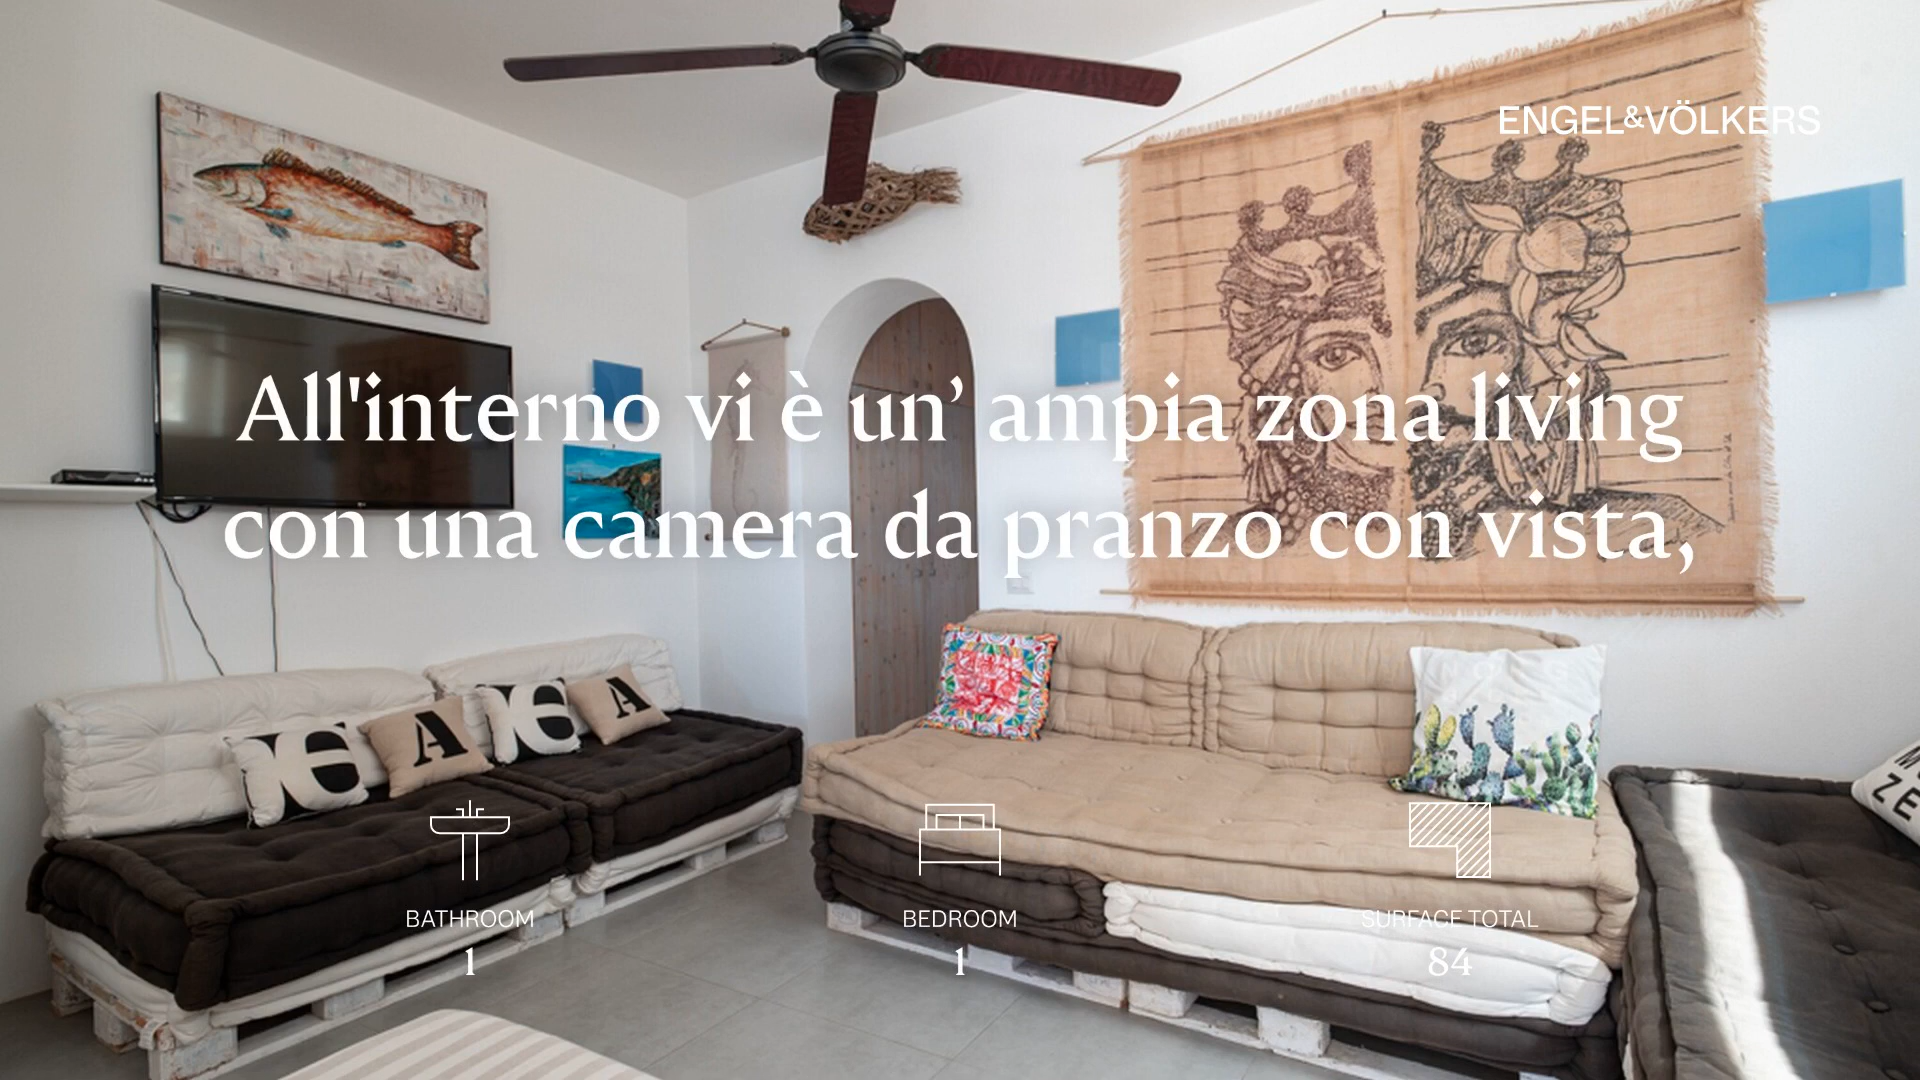 ENGEL&VÖLKERS
All'interno vi è un’ ampia zona living
con una camera da pranzo con vista,
A
A
ZE
BATHROOM
1
BEDROOM
1
SURFACE TOTAL
84